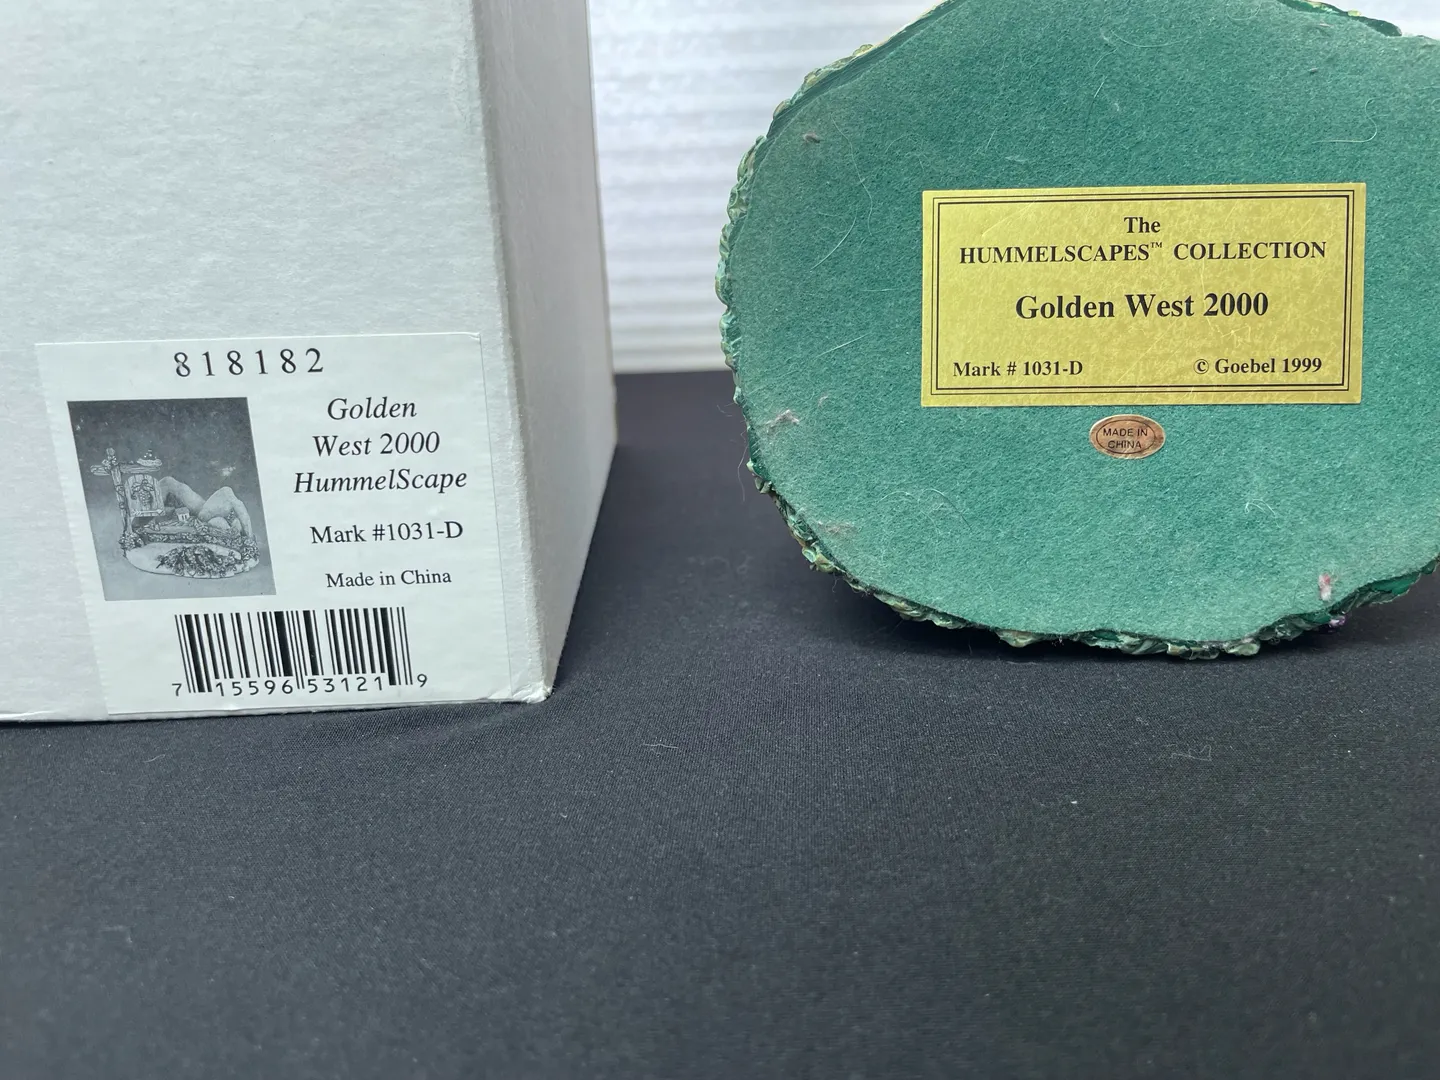 818182
Golden
West 2000
HummelScape
Mark #1031-D
Made in China
7 15596 53121 9
The
HUMMELSCAPES™ COLLECTION
Golden West 2000
Mark # 1031-D © Goebel 1999
MADE IN
CHINA